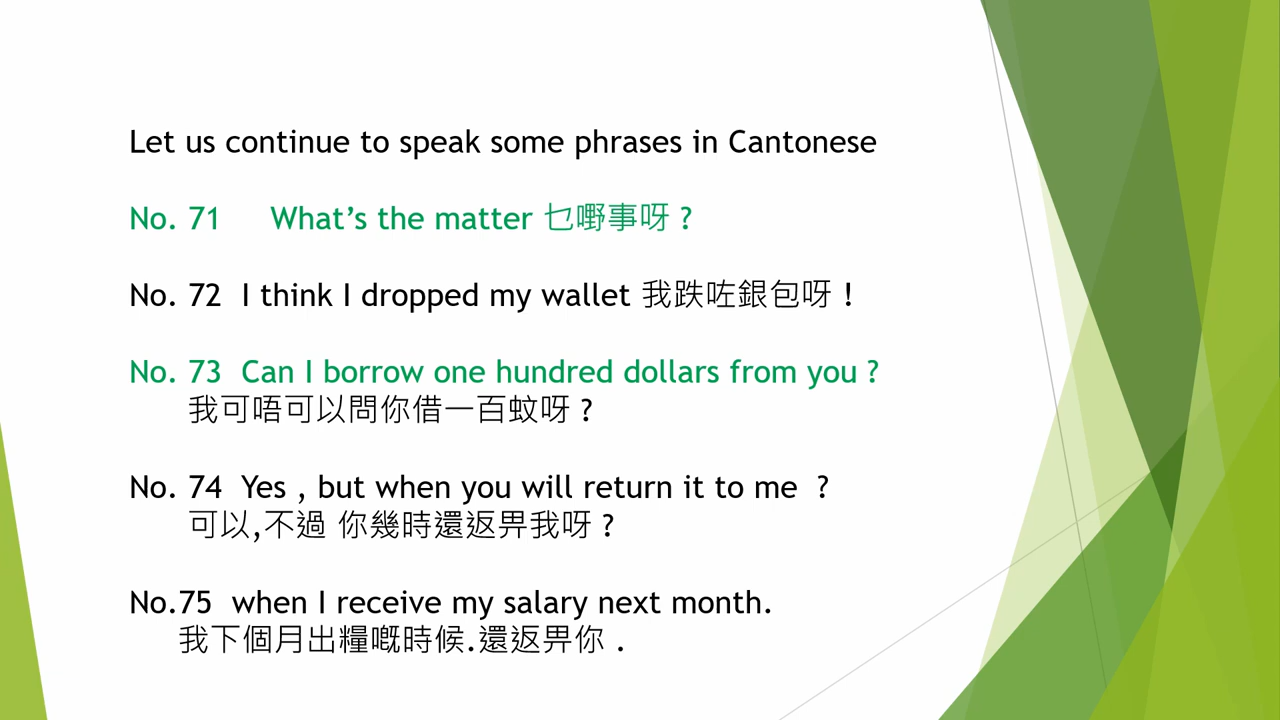 Let us continue to speak some phrases in Cantonese
No. 71 What’s the matter 乜嘢事呀 ?
No. 72 I think I dropped my wallet 我跌咗銀包呀 !
No. 73 Can I borrow one hundred dollars from you ?
我可唔可以問你借一百蚊呀 ?
No. 74 Yes , but when you will return it to me ?
可以,不過 你幾時還返畀我呀 ?
No.75 when I receive my salary next month.
我下個月出糧嘅時候.還返畀你 .